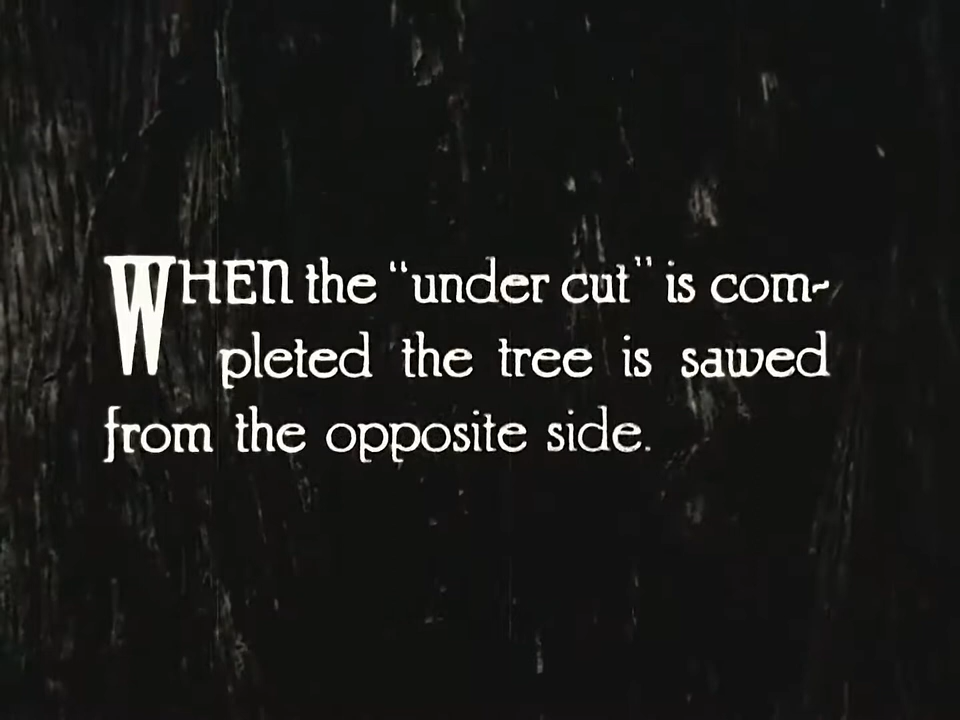 WHEN the "under cut" is com-
pleted the tree is sawed
from the opposite side.